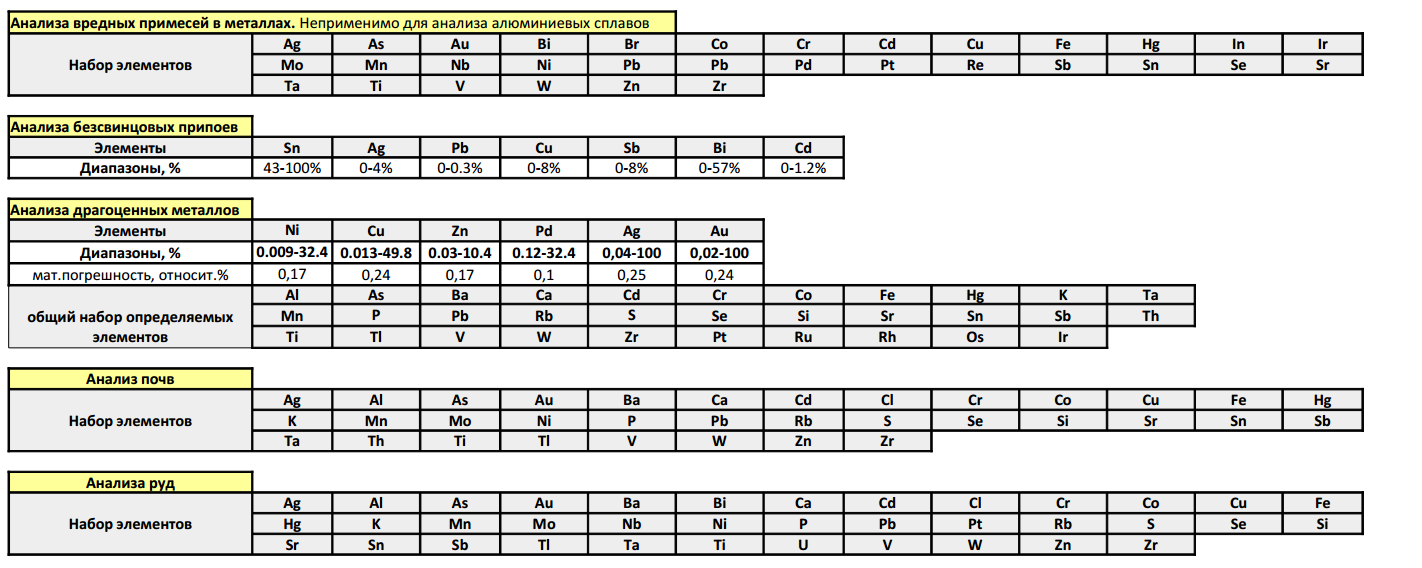 Анализа вредных примесей в металлах. Неприменимо для анализа алюминиевых сплавов
Ag As Au Bi Br Co Cr Cd Cu Fe Hg In Ir
Набор элементов Mo Mn Nb Ni Pb Pb Pd Pt Re Sb Sn Se Sr
Ta Ti V W Zn Zr
Анализа безсвинцовых припоев
Элементы Sn Ag Pb Cu Sb Bi Cd
Диапазоны, % 43-100% 0-4% 0-0.3% 0-8% 0-8% 0-57% 0-1.2%
Анализа драгоценных металлов
Элементы Ni Cu Zn Pd Ag Au
Диапазоны, % 0.009-32.4 0.013-49.8 0.03-10.4 0.12-32.4 0,04-100 0,02-100
мат.погрешность, относит.% 0,17 0,24 0,17 0,1 0,25 0,24
Al As Ba Ca Cd Cr Co Fe Hg K Ta
общий набор определяемых Mn P Pb Rb S Se Si Sr Sn Sb Th
элементов Ti Tl V W Zr Pt Ru Rh Os Ir
Анализ почв
Ag Al As Au Ba Ca Cd Cl Cr Co Cu Fe Hg
Набор элементов K Mn Mo Ni P Pb Rb S Se Si Sr Sn Sb
Ta Th Ti Tl V W Zn Zr
Анализа руд
Ag Al As Au Ba Bi Ca Cd Cl Cr Co Cu Fe
Набор элементов Hg K Mn Mo Nb Ni P Pb Pt Rb S Se Si
Sr Sn Sb Tl Ta Ti U V W Zn Zr